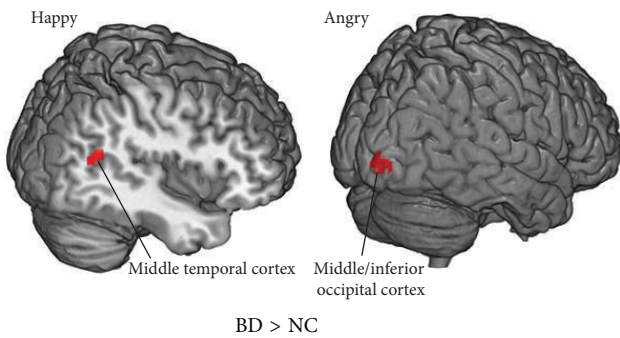 Happy
Angry
Middle temporal cortex
Middle/inferior
occipital cortex
BD > NC